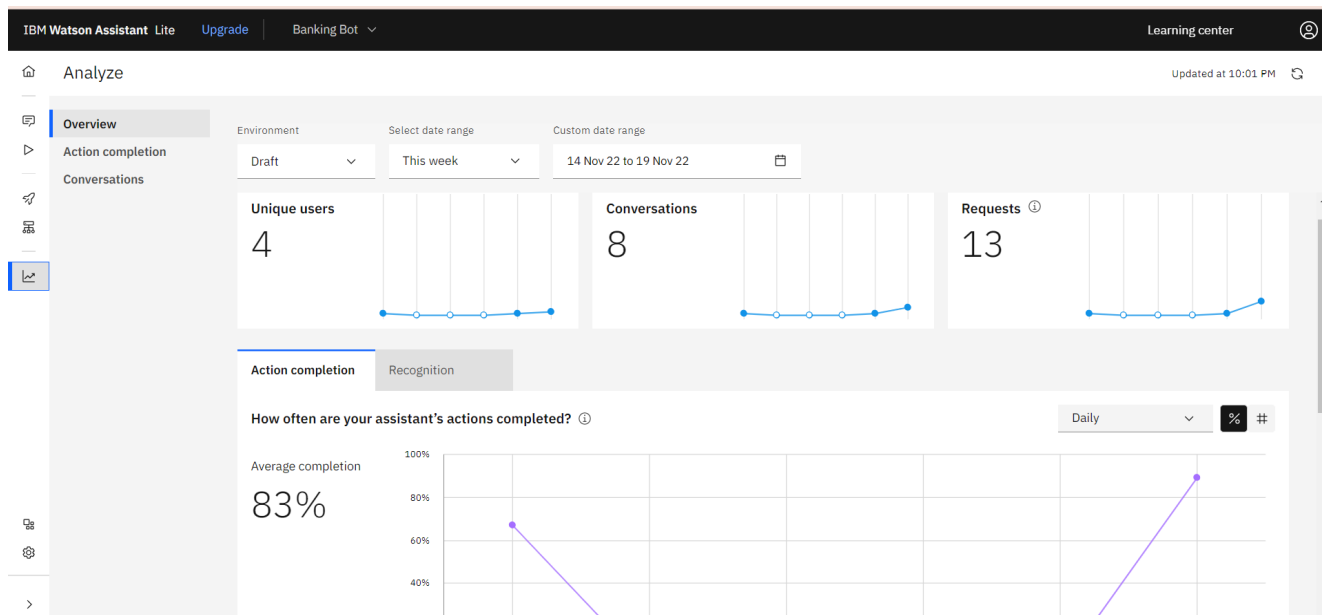 IBM Watson Assistant Lite Upgrade Banking Bot Learning center
Analyze Updated at 10:01 PM
Overview
Action completion
Conversations
Environment Select date range Custom date range
Draft This week 14 Nov 22 to 19 Nov 22
Unique users Conversations Requests
4 8 13
Action completion Recognition
How often are your assistant's actions completed? Daily % #
Average completion
83%
100%
80%
60%
40%